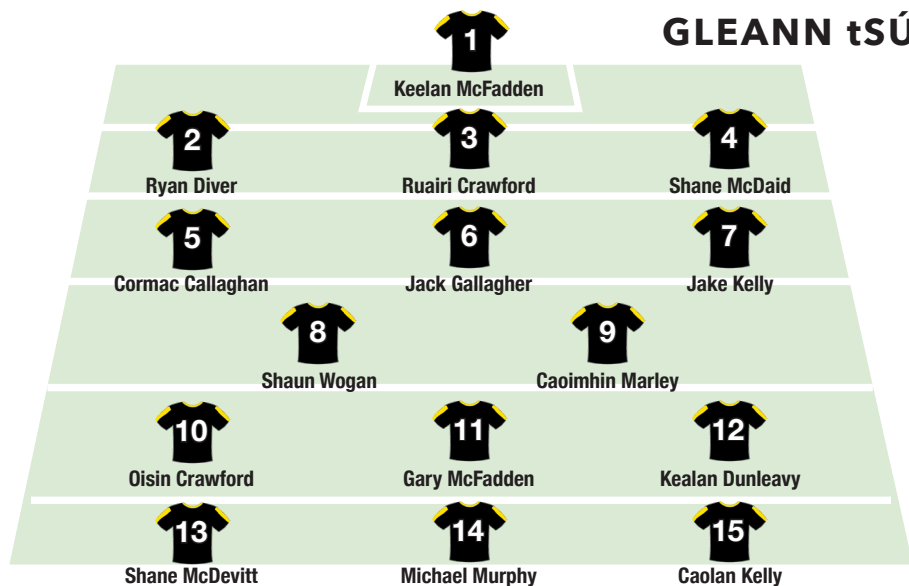 GLEANN tSÚ
1
Keelan McFadden
2 3 4
Ryan Diver Ruairi Crawford Shane McDaid
5 6 7
Cormac Callaghan Jack Gallagher Jake Kelly
8 9
Shaun Wogan Caoimhin Marley
10 11 12
Oisin Crawford Gary McFadden Kealan Dunleavy
13 14 15
Shane McDevitt Michael Murphy Caolan Kelly